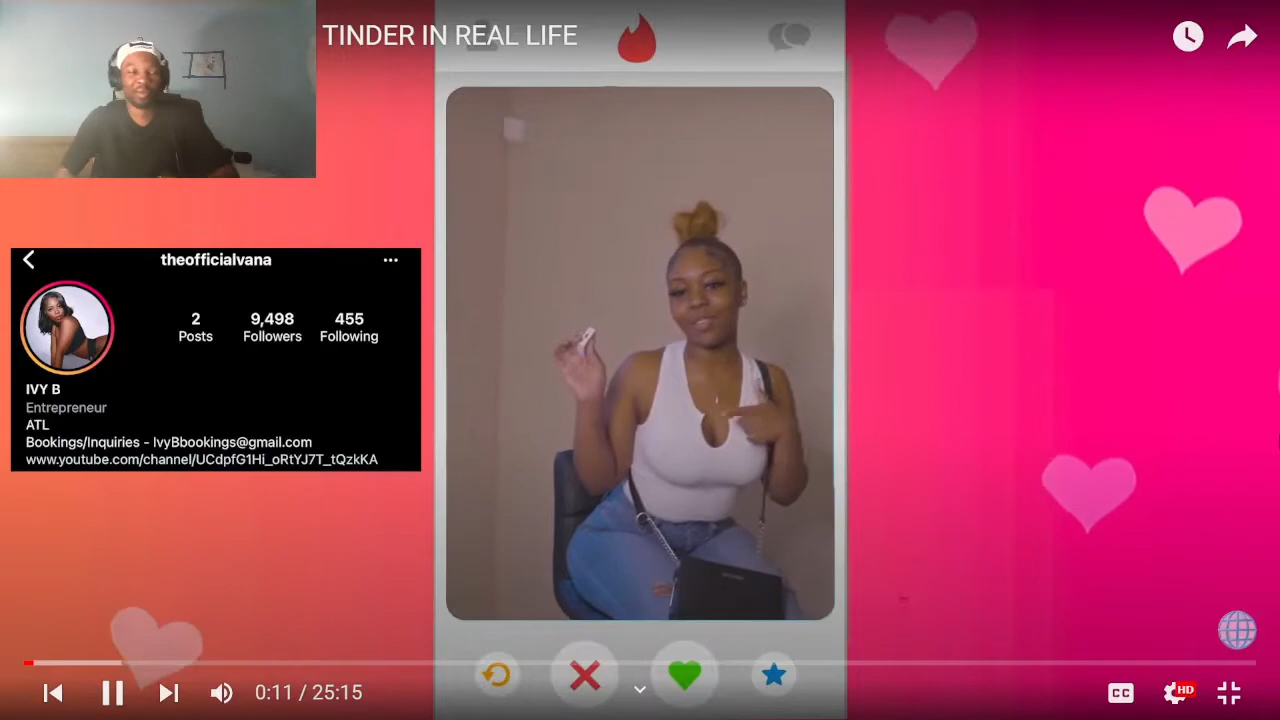 TINDER IN REAL LIFE
theofficialvana
2
9,498
455
Posts
Followers
Following
IVY B
Entrepreneur
ATL
Bookings/Inquiries - IvyBbookings@gmail.com
www.youtube.com/channel/UCdpfG1Hi_oRtYJ7T_tQzkKA
0:11 / 25:15
CC
HD